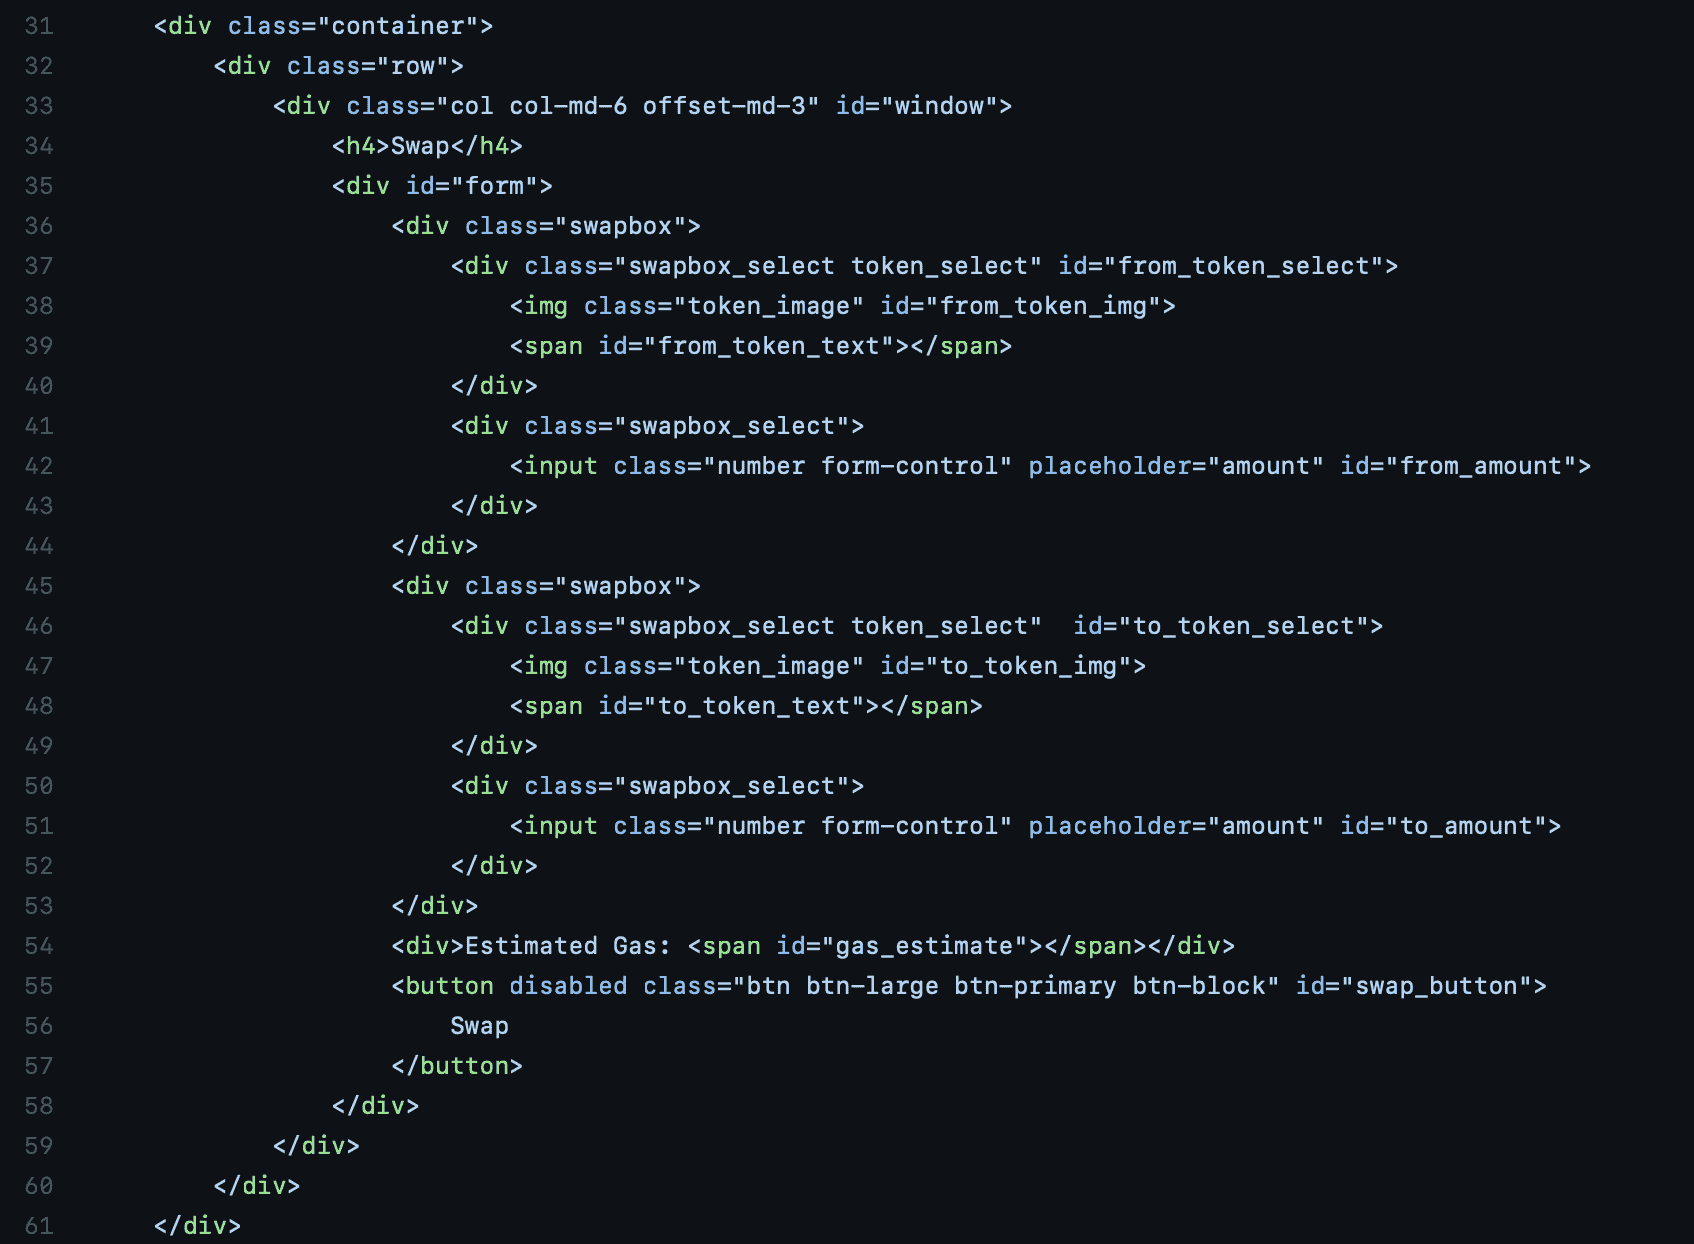 31 <div class="container">
32 <div class="row">
33 <div class="col col-md-6 offset-md-3" id="window">
34 <h4>Swap</h4>
35 <div id="form">
36 <div class="swapbox">
37 <div class="swapbox_select token_select" id="from_token_select">
38 <img class="token_image" id="from_token_img">
39 <span id="from_token_text"></span>
40 </div>
41 <div class="swapbox_select">
42 <input class="number form-control" placeholder="amount" id="from_amount">
43 </div>
44 </div>
45 <div class="swapbox">
46 <div class="swapbox_select token_select"  id="to_token_select">
47 <img class="token_image" id="to_token_img">
48 <span id="to_token_text"></span>
49 </div>
50 <div class="swapbox_select">
51 <input class="number form-control" placeholder="amount" id="to_amount">
52 </div>
53 </div>
54 <div>Estimated Gas: <span id="gas_estimate"></span></div>
55 <button disabled class="btn btn-large btn-primary btn-block" id="swap_button">
56 Swap
57 </button>
58 </div>
59 </div>
60 </div>
61 </div>